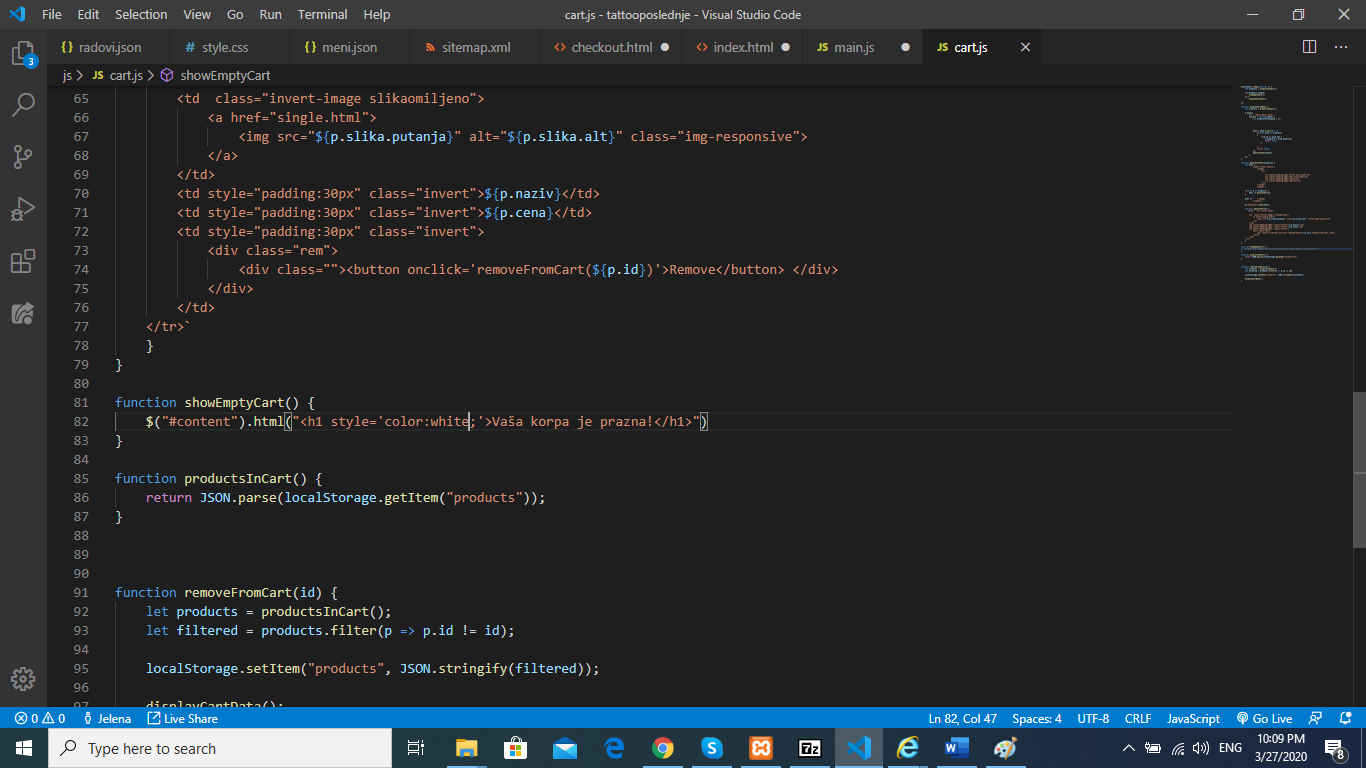 File Edit Selection View Go Run Terminal Help cart.js - tattooposlednje - Visual Studio Code
{} radovi.json # style.css {} meni.json sitemap.xml <> checkout.html <> index.html JS main.js JS cart.js
js > JS cart.js > showEmptyCart
65 <td  class="invert-image slikaomiljeno">
66 <a href="single.html">
67 <img src="${p.slika.putanja}" alt="${p.slika.alt}" class="img-responsive">
68 </a>
69 </td>
70 <td style="padding:30px" class="invert">${p.naziv}</td>
71 <td style="padding:30px" class="invert">${p.cena}</td>
72 <td style="padding:30px" class="invert">
73 <div class="rem">
74 <div class=""><button onclick='removeFromCart(${p.id})'>Remove</button> </div>
75 </div>
76 </td>
77 </tr>`
78 }
79 }
80
81 function showEmptyCart() {
82 $("#content").html("<h1 style='color:white;'>Vaša korpa je prazna!</h1>")
83 }
84
85 function productsInCart() {
86 return JSON.parse(localStorage.getItem("products"));
87 }
88
89
90
91 function removeFromCart(id) {
92 let products = productsInCart();
93 let filtered = products.filter(p => p.id != id);
94
95 localStorage.setItem("products", JSON.stringify(filtered));
96
97 displayCartData();
3
0 0 Jelena Live Share Ln 82, Col 47 Spaces: 4 UTF-8 CRLF JavaScript Go Live
Type here to search
7z
ENG
10:09 PM
3/27/2020
8